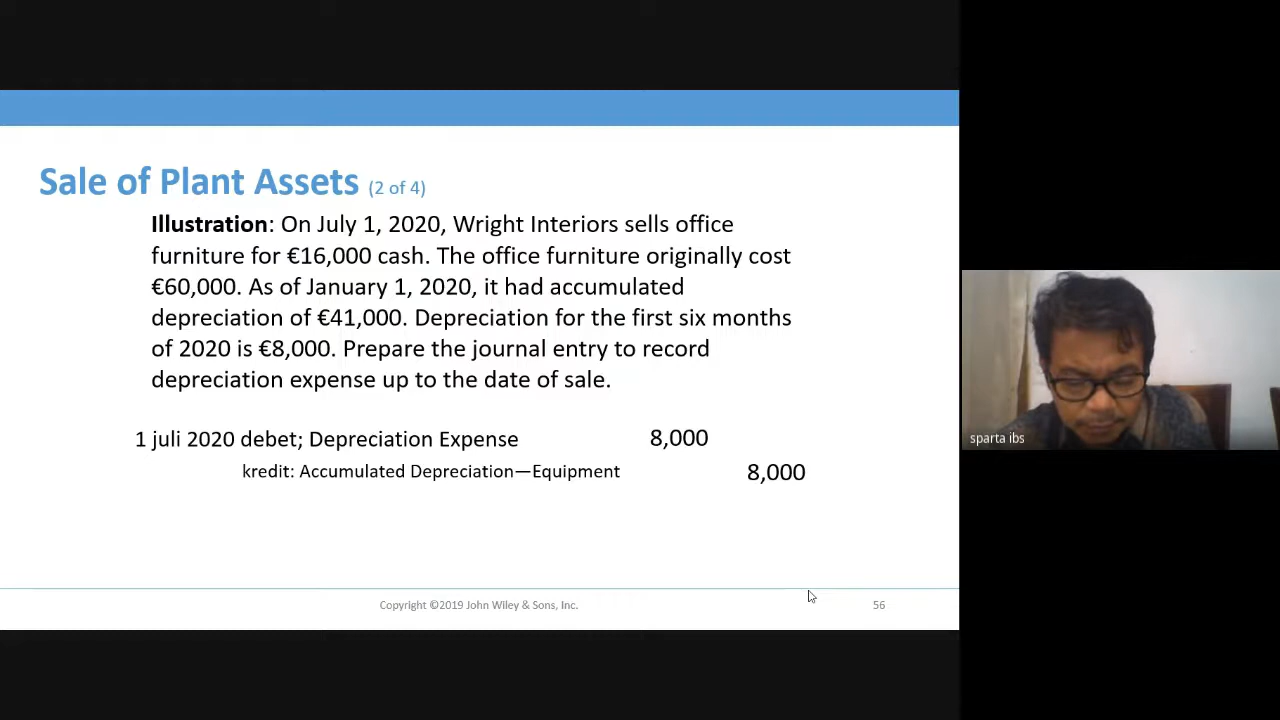 Sale of Plant Assets (2 of 4)
Illustration: On July 1, 2020, Wright Interiors sells office
furniture for €16,000 cash. The office furniture originally cost
€60,000. As of January 1, 2020, it had accumulated
depreciation of €41,000. Depreciation for the first six months
of 2020 is €8,000. Prepare the journal entry to record
depreciation expense up to the date of sale.
1 juli 2020 debet; Depreciation Expense 8,000
kredit: Accumulated Depreciation—Equipment 8,000
Copyright ©2019 John Wiley & Sons, Inc. 56
sparta ibs